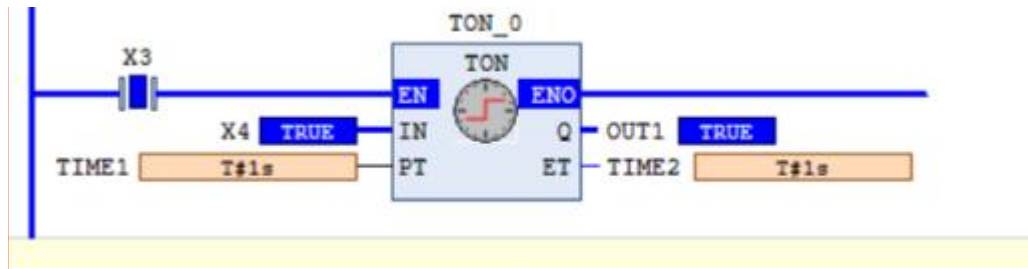 TON_0
X3 TON
EN ENO
X4 TRUE IN Q OUT1 TRUE
TIME1 T#1s PT ET TIME2 T#1s